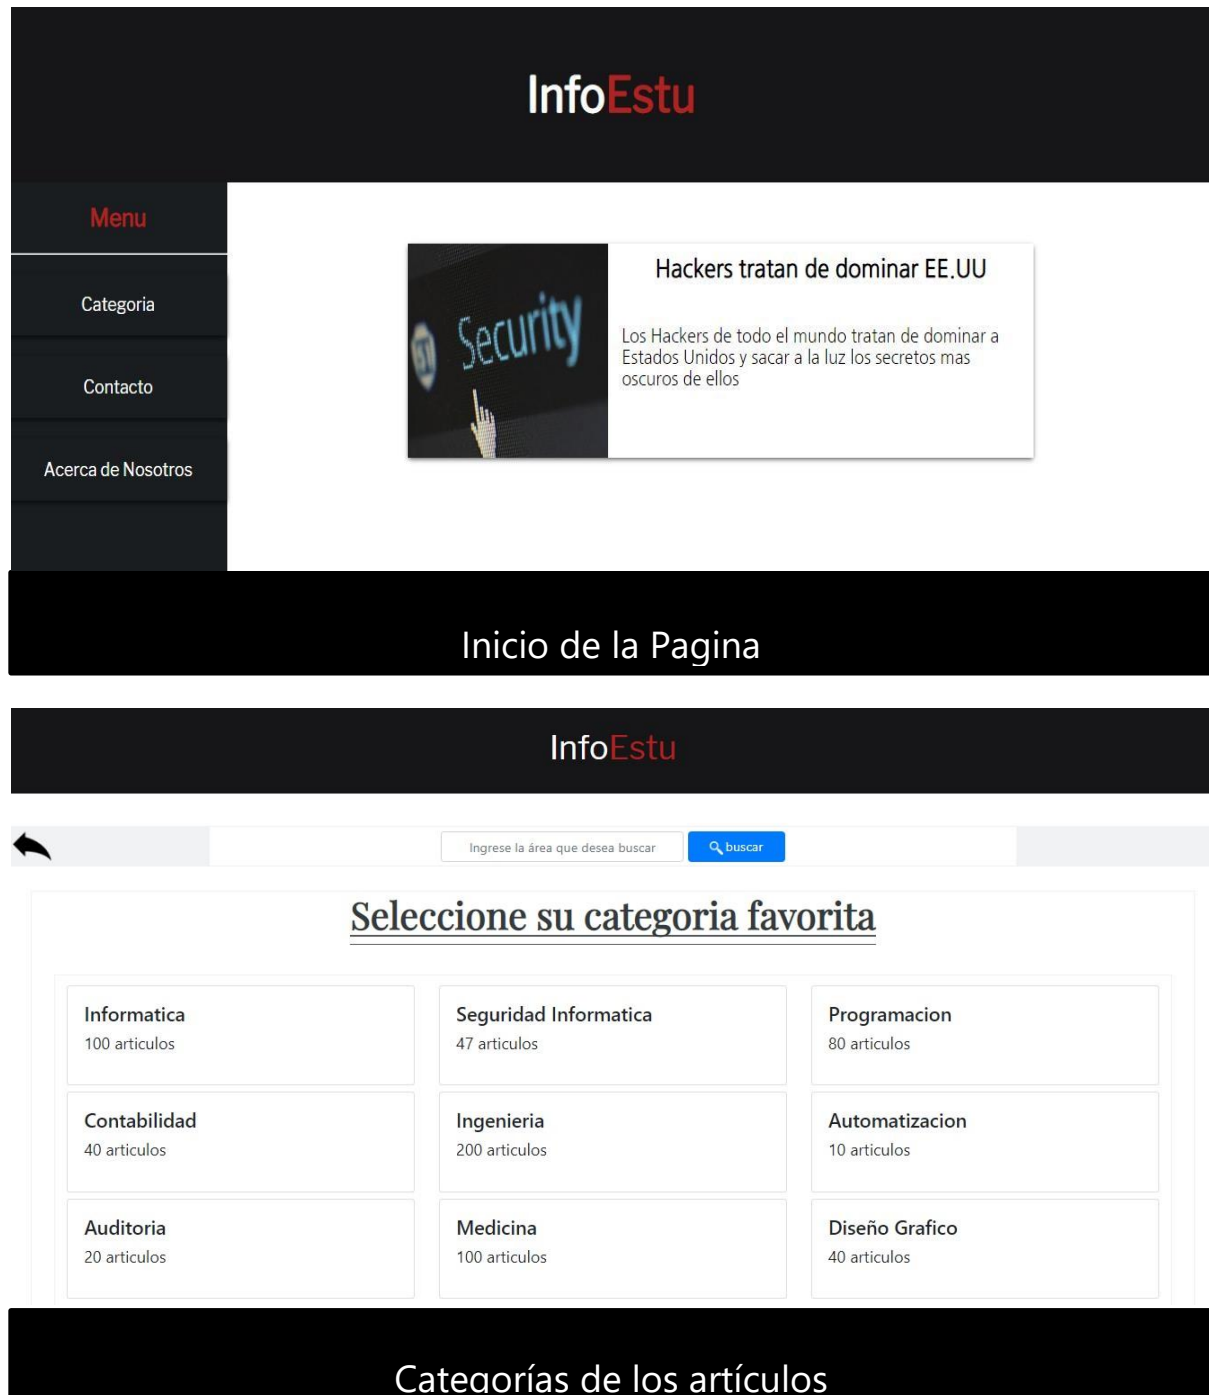 InfoEstu
Menu
Categoria
Contacto
Acerca de Nosotros
Security
Hackers tratan de dominar EE.UU
Los Hackers de todo el mundo tratan de dominar a
Estados Unidos y sacar a la luz los secretos mas
oscuros de ellos
Inicio de la Pagina
InfoEstu
Ingrese la área que desea buscar
buscar
Seleccione su categoria favorita
Informatica
100 articulos
Seguridad Informatica
47 articulos
Programacion
80 articulos
Contabilidad
40 articulos
Ingenieria
200 articulos
Automatizacion
10 articulos
Auditoria
20 articulos
Medicina
100 articulos
Diseño Grafico
40 articulos
Categorías de los artículos